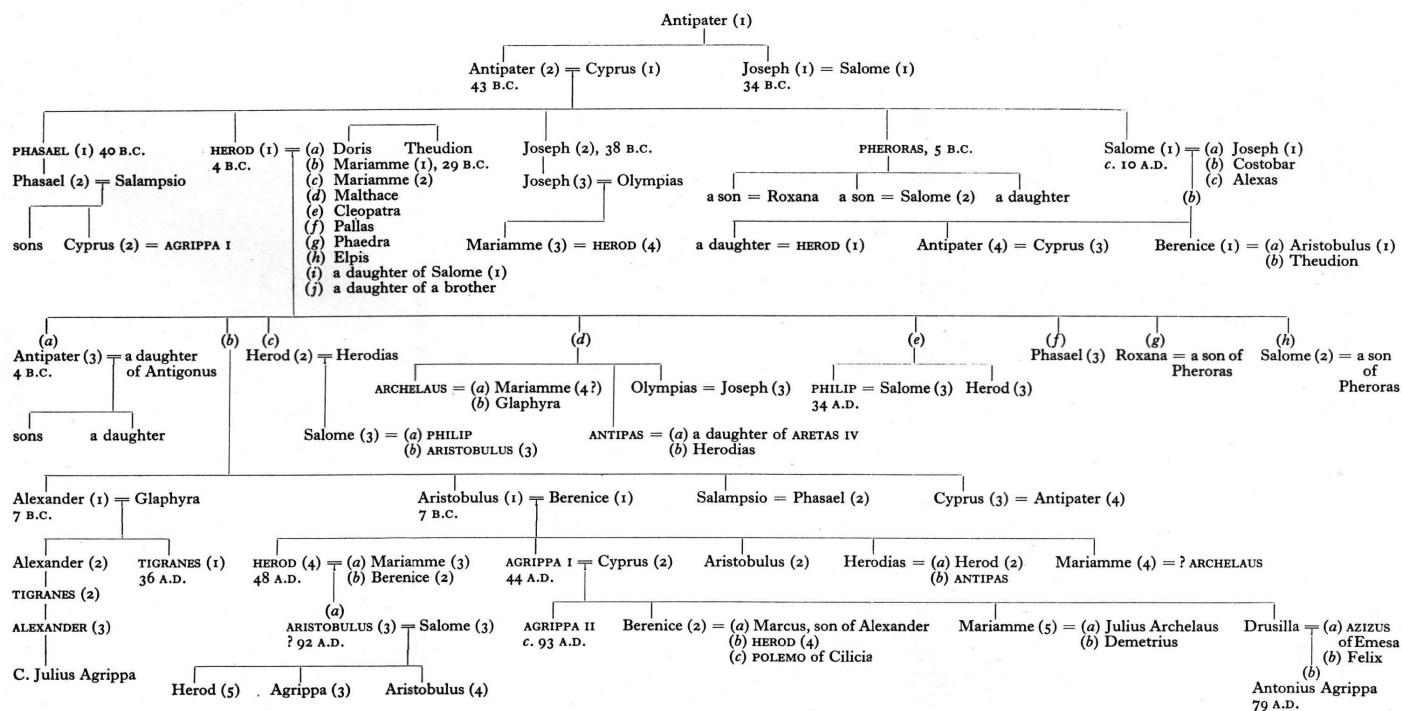 Antipater (1)
Antipater (2) = Cyprus (1) Joseph (1) = Salome (1)
43 B.C. 34 B.C.
PHASAEL (1) 40 B.C. HEROD (1) = (a) Doris Theudion Joseph (2), 38 B.C. PHERORAS, 5 B.C. Salome (1) = (a) Joseph (1)
4 B.C. (b) Mariamme (1), 29 B.C. c. 10 A.D. (b) Costobar
Phasael (2) = Salampsio (c) Mariamme (2) Joseph (3) = Olympias (c) Alexas
(d) Malthace a son = Roxana a son = Salome (2) a daughter (b)
(e) Cleopatra
(f) Pallas
sons Cyprus (2) = AGRIPPA I (g) Phaedra Mariamme (3) = HEROD (4) a daughter = HEROD (1) Antipater (4) = Cyprus (3) Berenice (1) = (a) Aristobulus (1)
(h) Elpis (b) Theudion
(i) a daughter of Salome (1)
(j) a daughter of a brother
(a) (b) (c) (d) (e) (f) (g) (h)
Antipater (3) = a daughter Herod (2) = Herodias Phasael (3) Roxana = a son of Salome (2) = a son
4 B.C. of Antigonus Pheroras of
Pheroras
ARCHELAUS = (a) Mariamme (4?) Olympias = Joseph (3) PHILIP = Salome (3) Herod (3)
(b) Glaphyra 34 A.D.
sons a daughter Salome (3) = (a) PHILIP ANTIPAS = (a) a daughter of ARETAS IV
(b) ARISTOBULUS (3) (b) Herodias
Alexander (1) = Glaphyra Aristobulus (1) = Berenice (1) Salampsio = Phasael (2) Cyprus (3) = Antipater (4)
7 B.C. 7 B.C.
Alexander (2) TIGRANES (1) HEROD (4) = (a) Mariamme (3) AGRIPPA I = Cyprus (2) Aristobulus (2) Herodias = (a) Herod (2) Mariamme (4) = ? ARCHELAUS
36 A.D. 48 A.D. (b) Berenice (2) 44 A.D. (b) ANTIPAS
TIGRANES (2)
(a)
ALEXANDER (3) ARISTOBULUS (3) = Salome (3) AGRIPPA II Berenice (2) = (a) Marcus, son of Alexander Mariamme (5) = (a) Julius Archelaus Drusilla = (a) AZIZUS
? 92 A.D. c. 93 A.D. (b) HEROD (4) (b) Demetrius of Emesa
(c) POLEMO of Cilicia (b) Felix
C. Julius Agrippa (b)
Herod (5) Agrippa (3) Aristobulus (4) Antonius Agrippa
79 A.D.